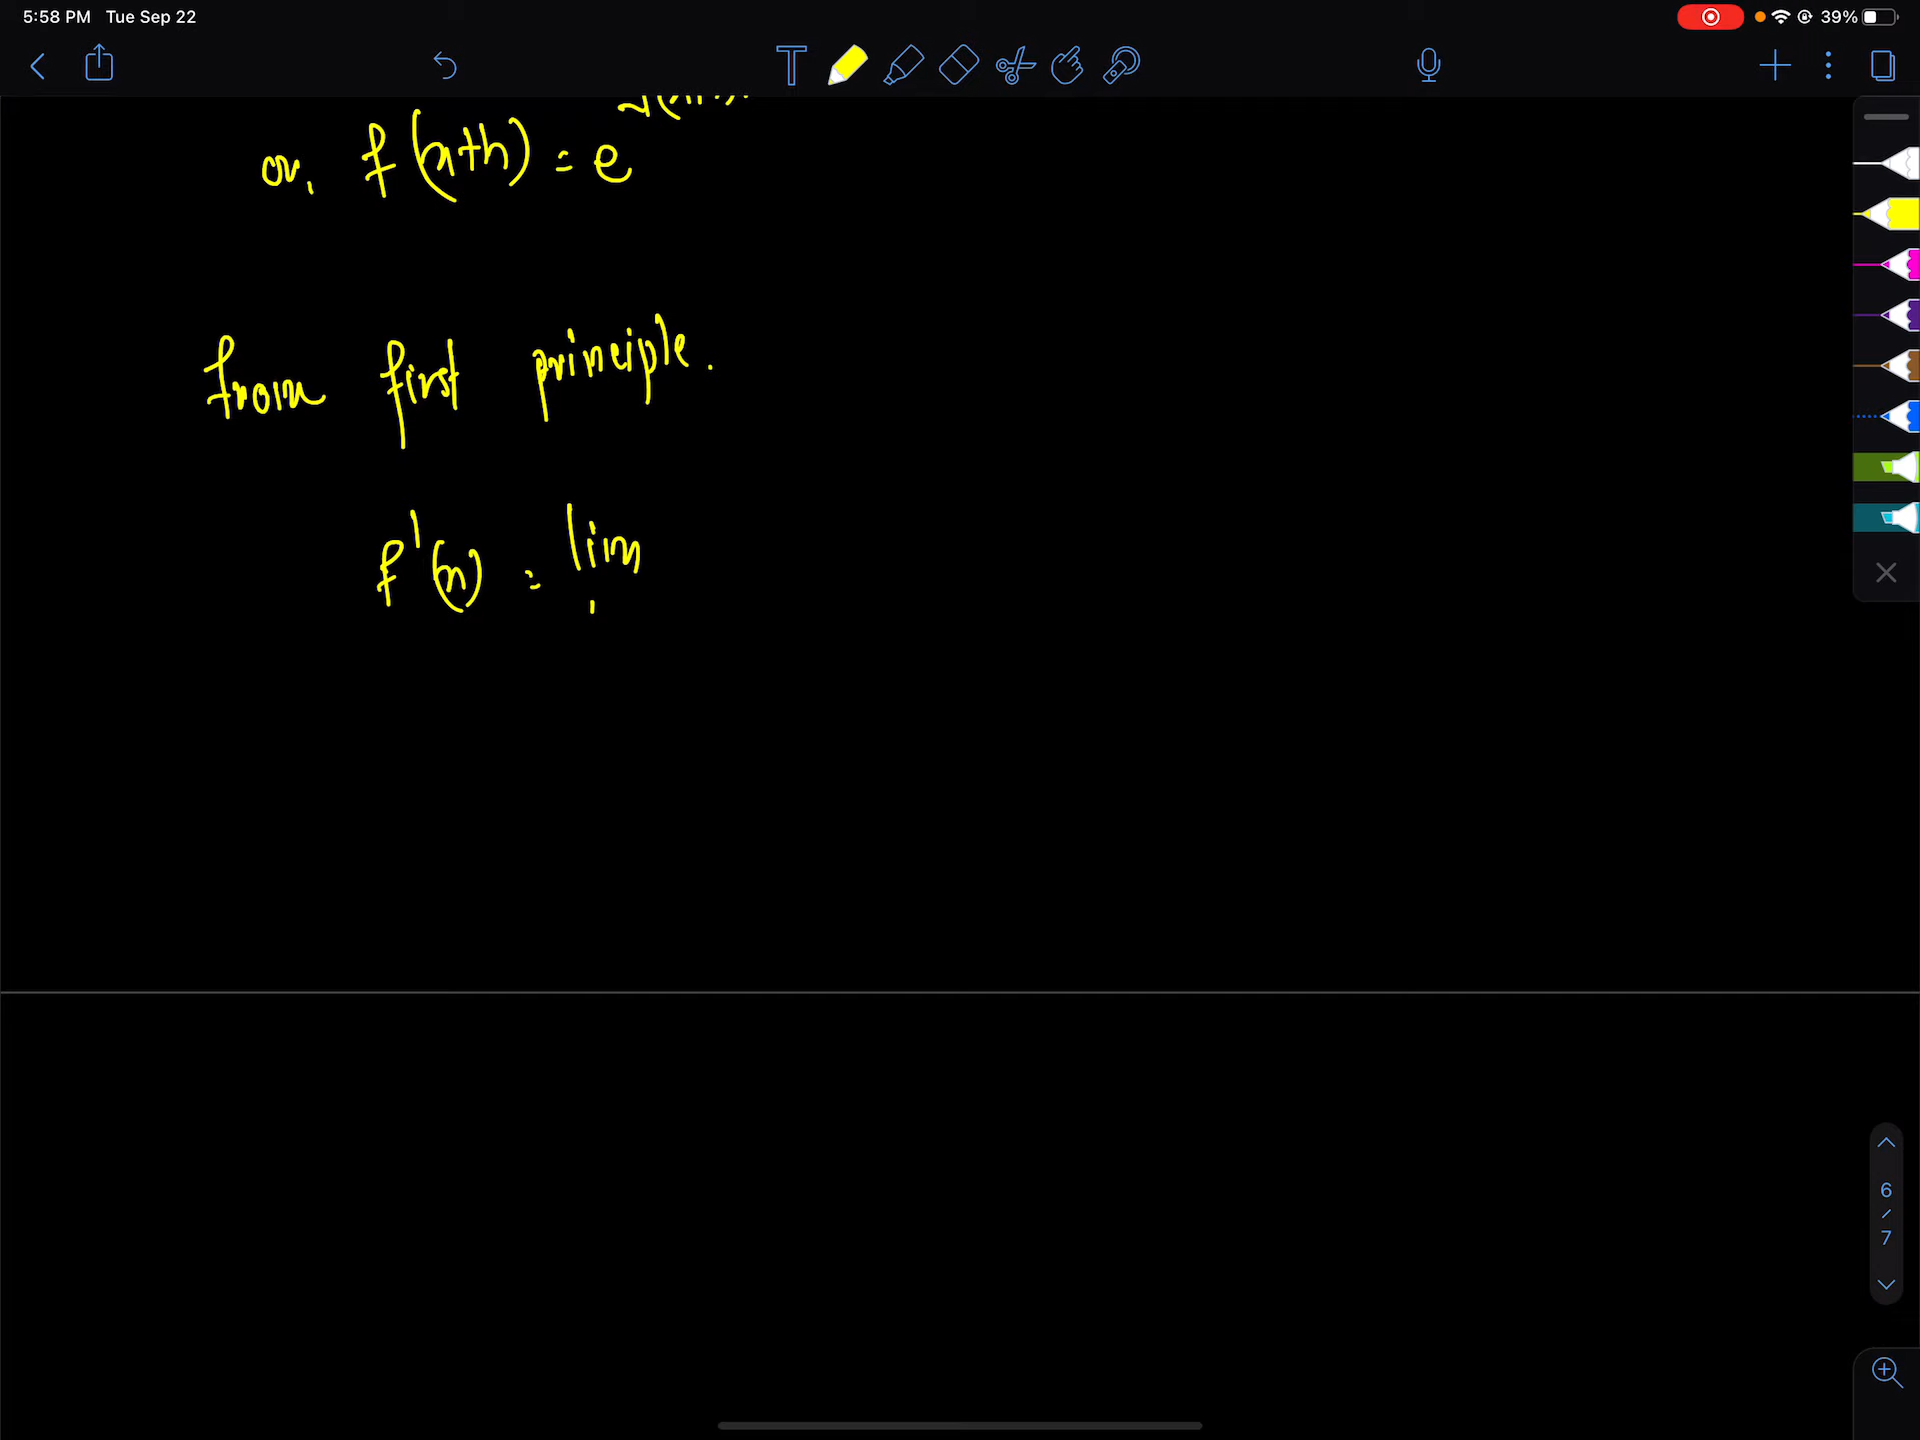 5:58 PM Tue Sep 22
39%
T
or, f(x+h) = e
from first principle.
f'(x) = lim
6
/
7